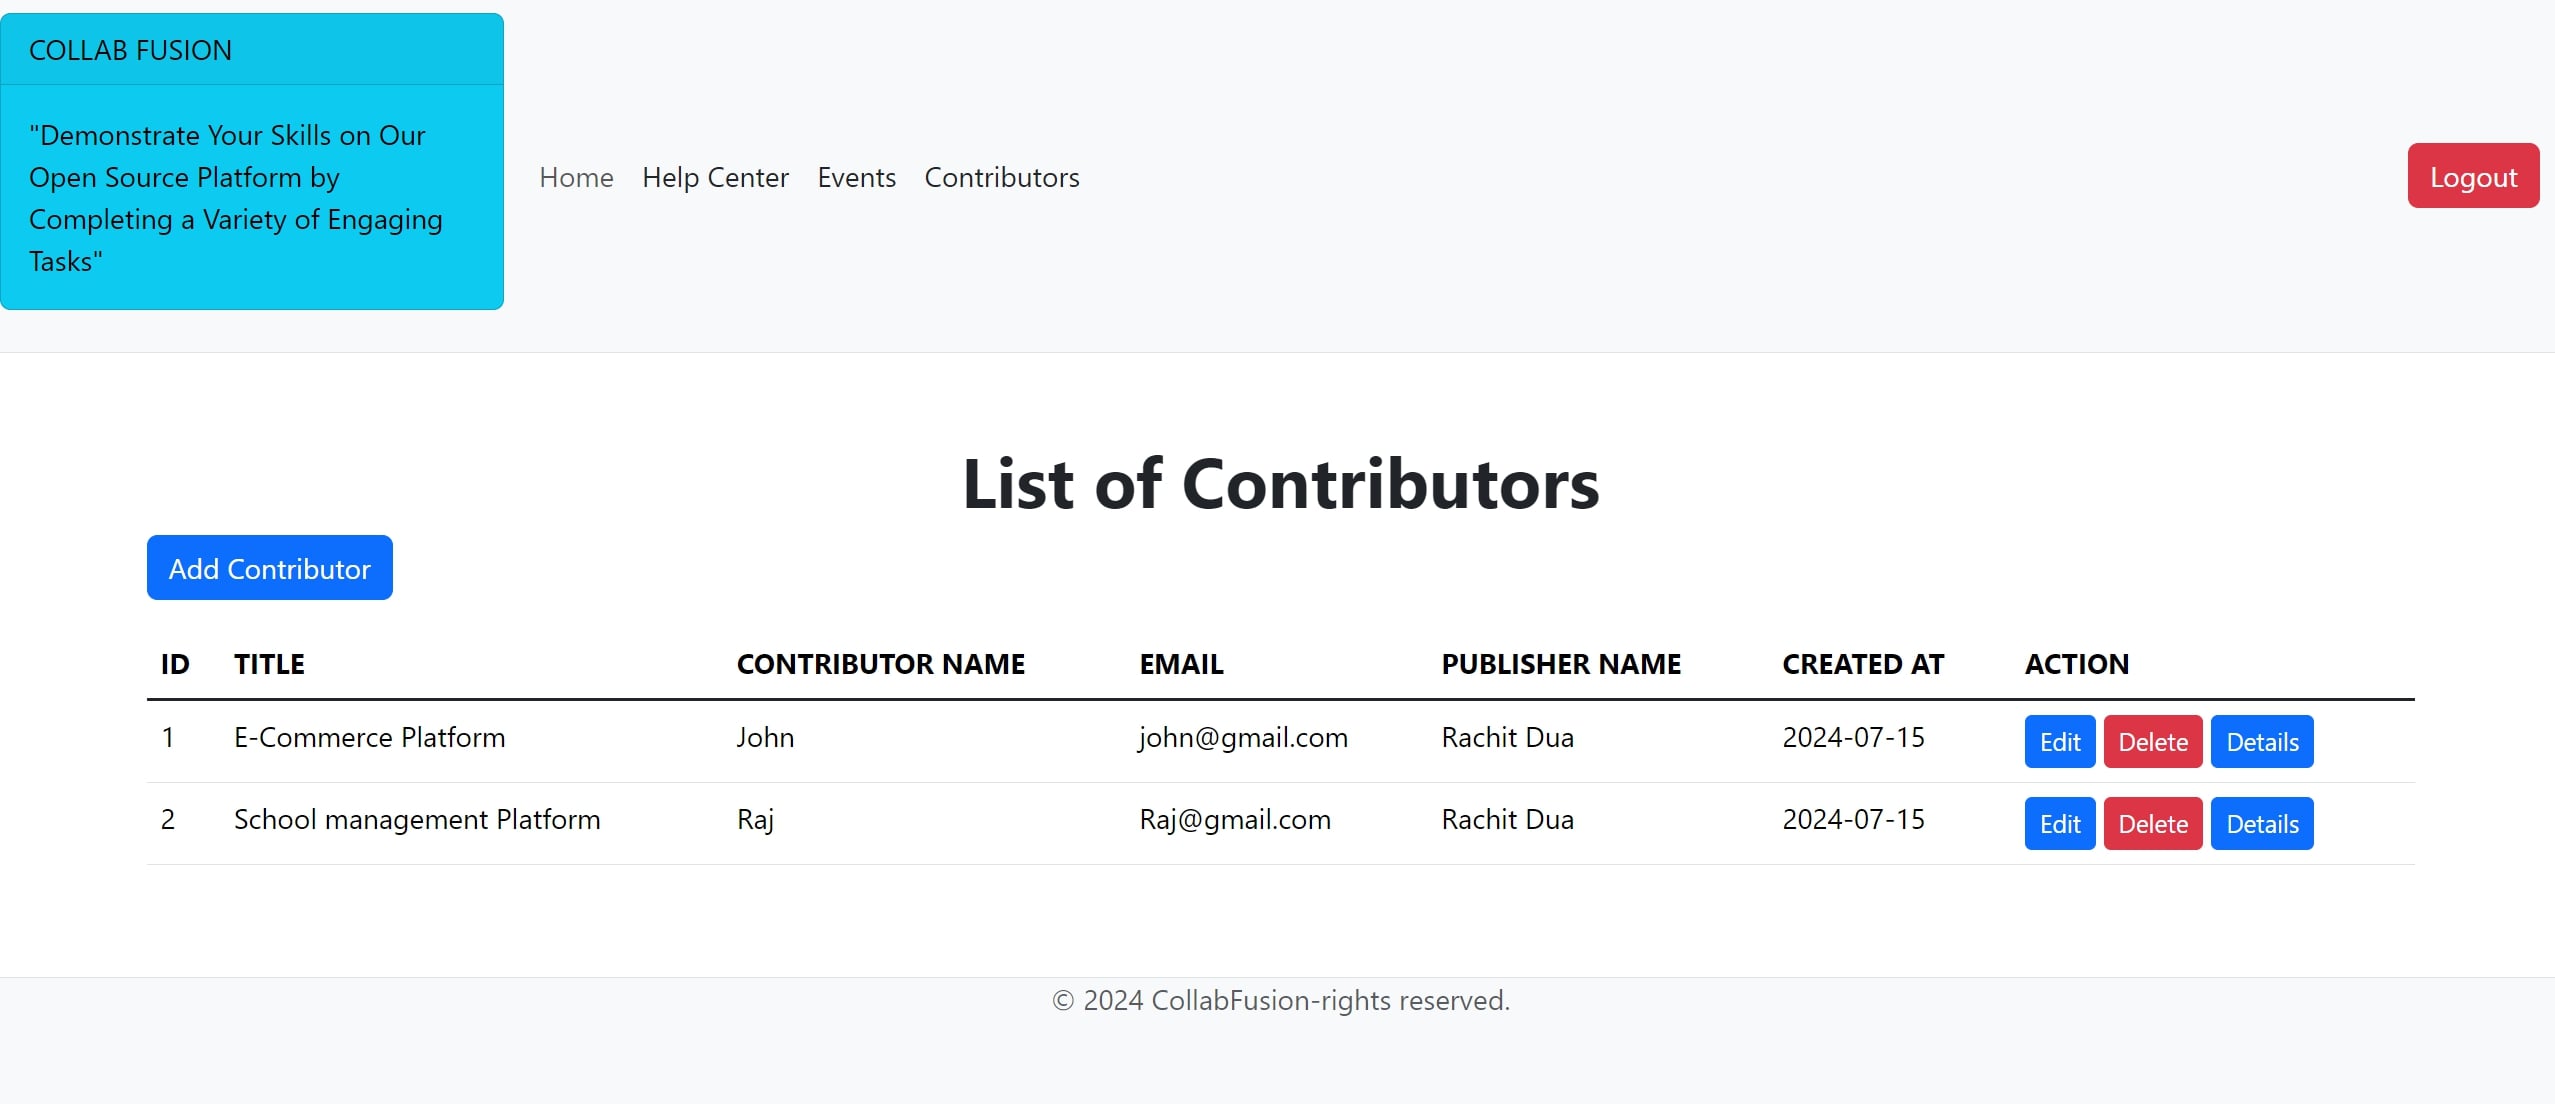 COLLAB FUSION
"Demonstrate Your Skills on Our
Open Source Platform by
Completing a Variety of Engaging
Tasks"
Home Help Center Events Contributors
Logout
List of Contributors
Add Contributor
ID TITLE CONTRIBUTOR NAME EMAIL PUBLISHER NAME CREATED AT ACTION
1 E-Commerce Platform John john@gmail.com Rachit Dua 2024-07-15 Edit Delete Details
2 School management Platform Raj Raj@gmail.com Rachit Dua 2024-07-15 Edit Delete Details
© 2024 CollabFusion-rights reserved.